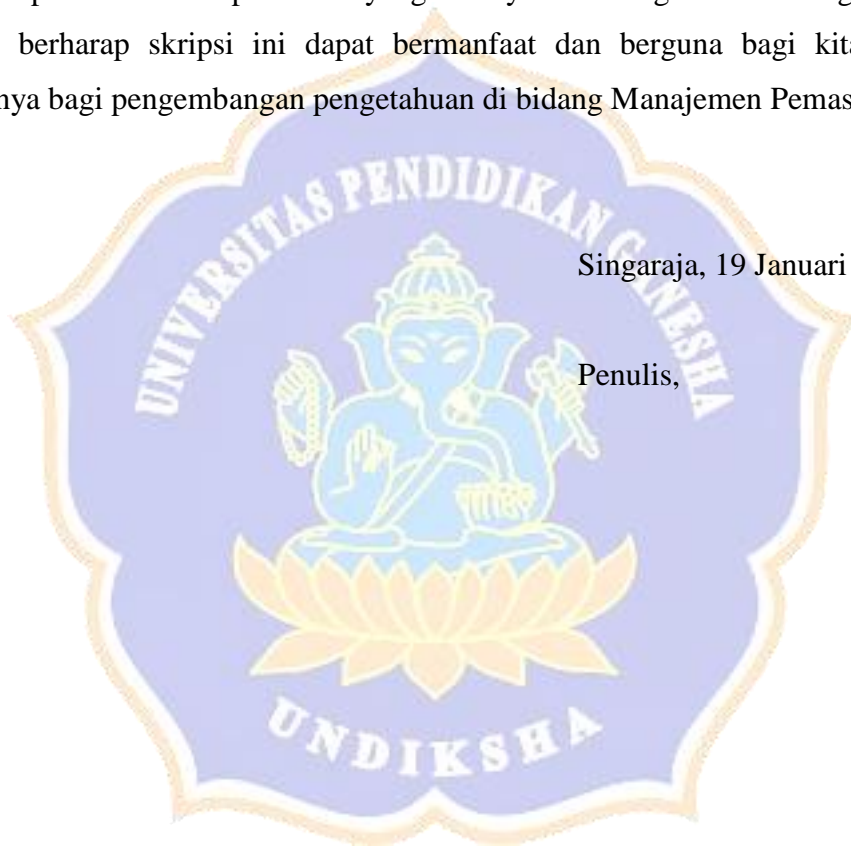 berharap skripsi ini dapat bermanfaat dan berguna bagi kita
nya bagi pengembangan pengetahuan di bidang Manajemen Pemas
UNIVERSITAS PENDIDIKAN GANESHA
Singaraja, 19 Januari
Penulis,
UNDIKSHA